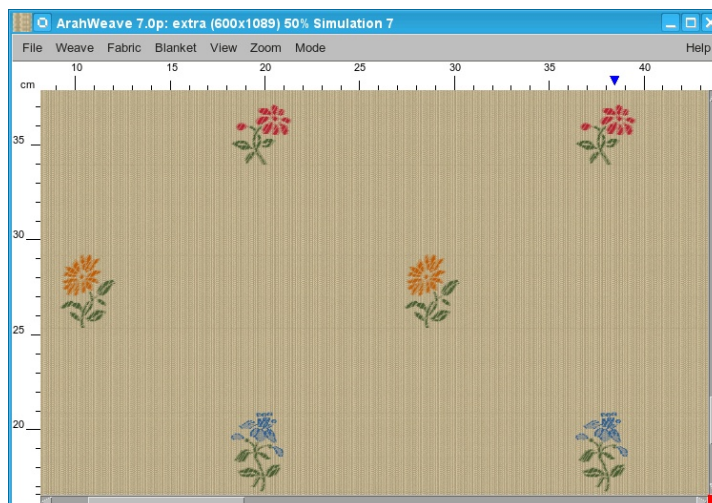 ArahWeave 7.0p: extra (600x1089) 50% Simulation 7
File Weave Fabric Blanket View Zoom Mode Help
10 15 20 25 30 35 40
cm
35
30
25
20